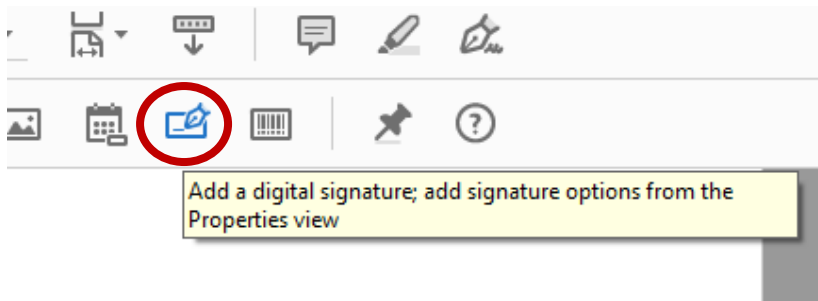 Add a digital signature; add signature options from the
Properties view